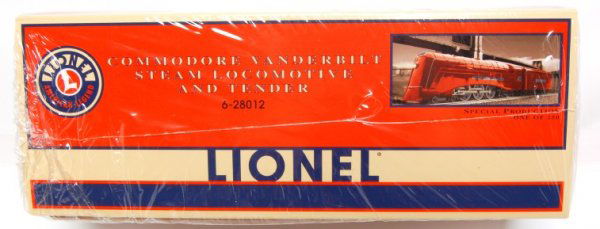 LIONEL
COMMODORE VANDERBILT
STEAM LOCOMOTIVE
AND TENDER
6-28012
SPECIAL PRODUCTION
LIONEL